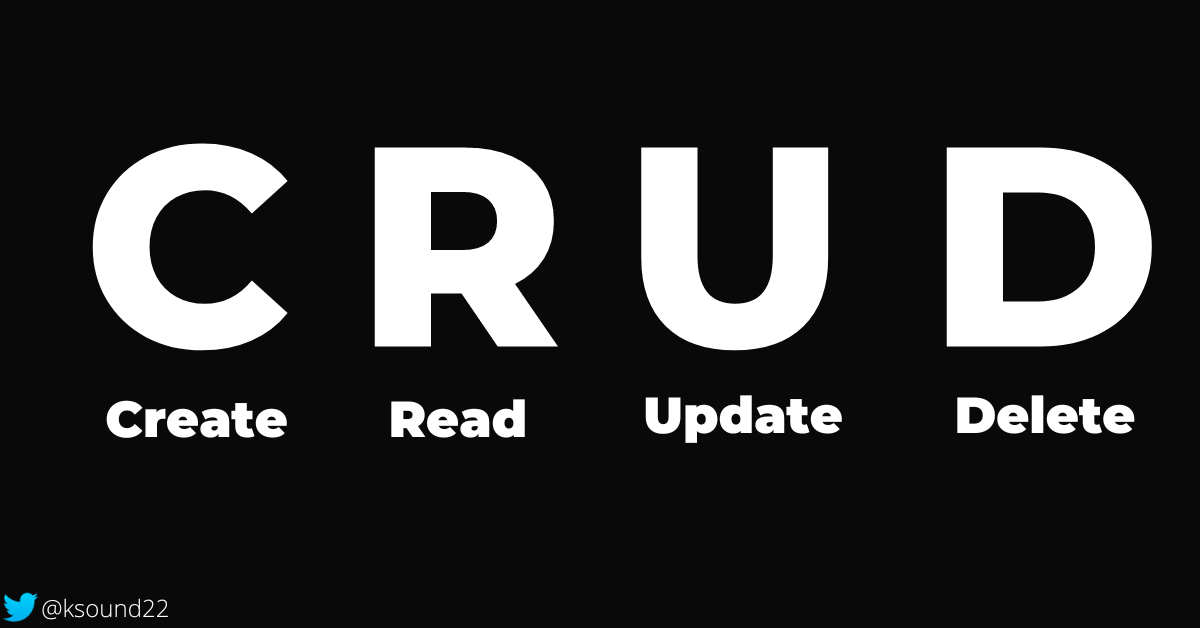 C R U D
Create Read Update Delete
@ksound22